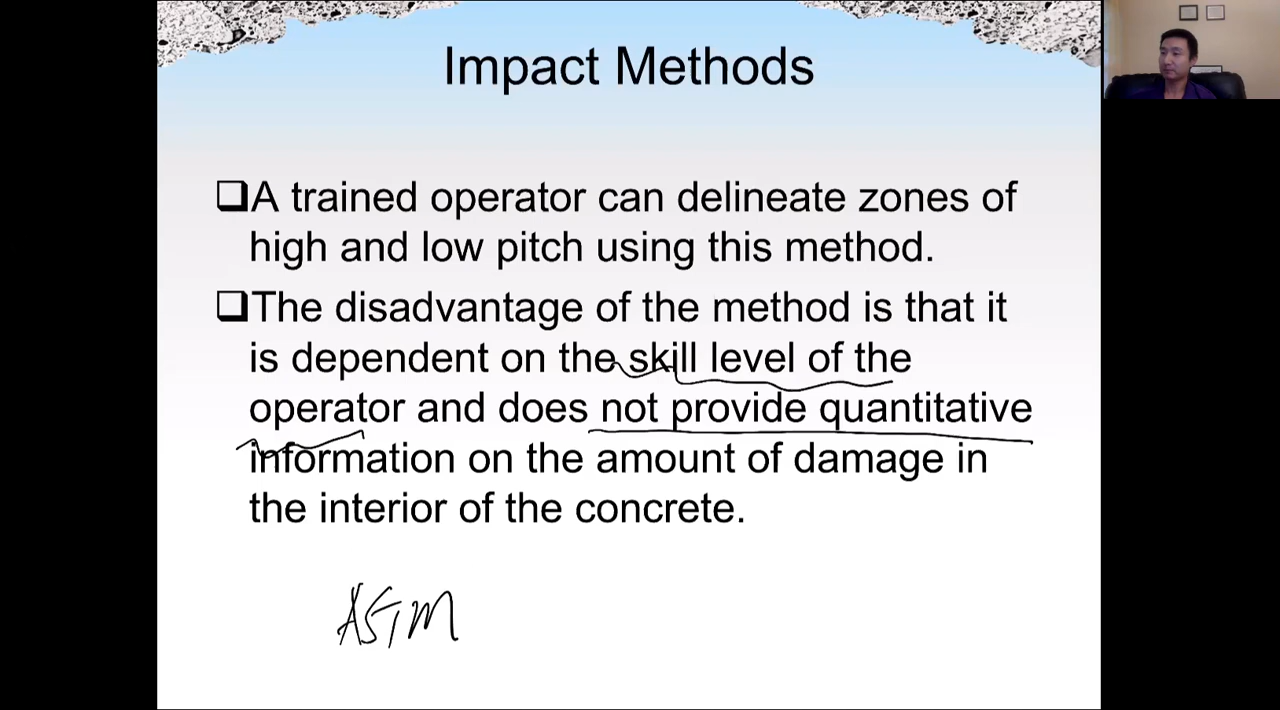 Impact Methods
A trained operator can delineate zones of
high and low pitch using this method.
The disadvantage of the method is that it
is dependent on the skill level of the
operator and does not provide quantitative
information on the amount of damage in
the interior of the concrete.
ASTM